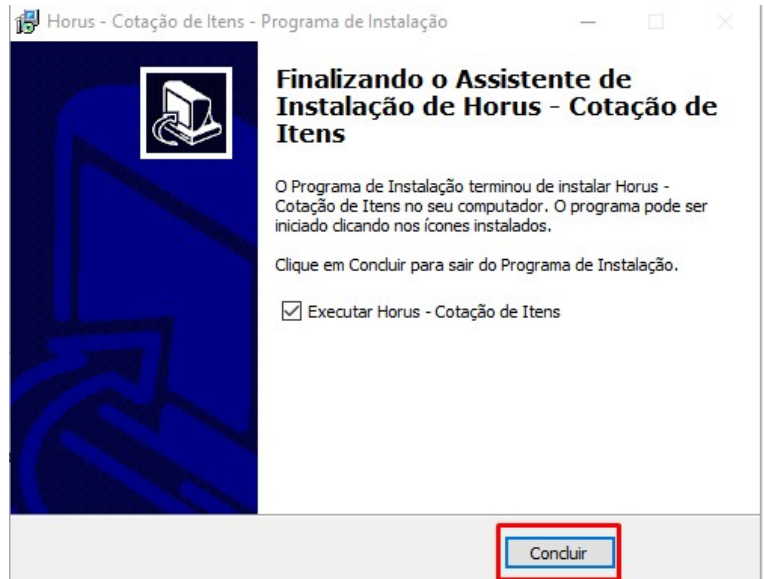 Horus - Cotação de Itens - Programa de Instalação
Finalizando o Assistente de
Instalação de Horus - Cotação de
Itens
O Programa de Instalação terminou de instalar Horus -
Cotação de Itens no seu computador. O programa pode ser
iniciado clicando nos ícones instalados.
Clique em Concluir para sair do Programa de Instalação.
Executar Horus - Cotação de Itens
Concluir